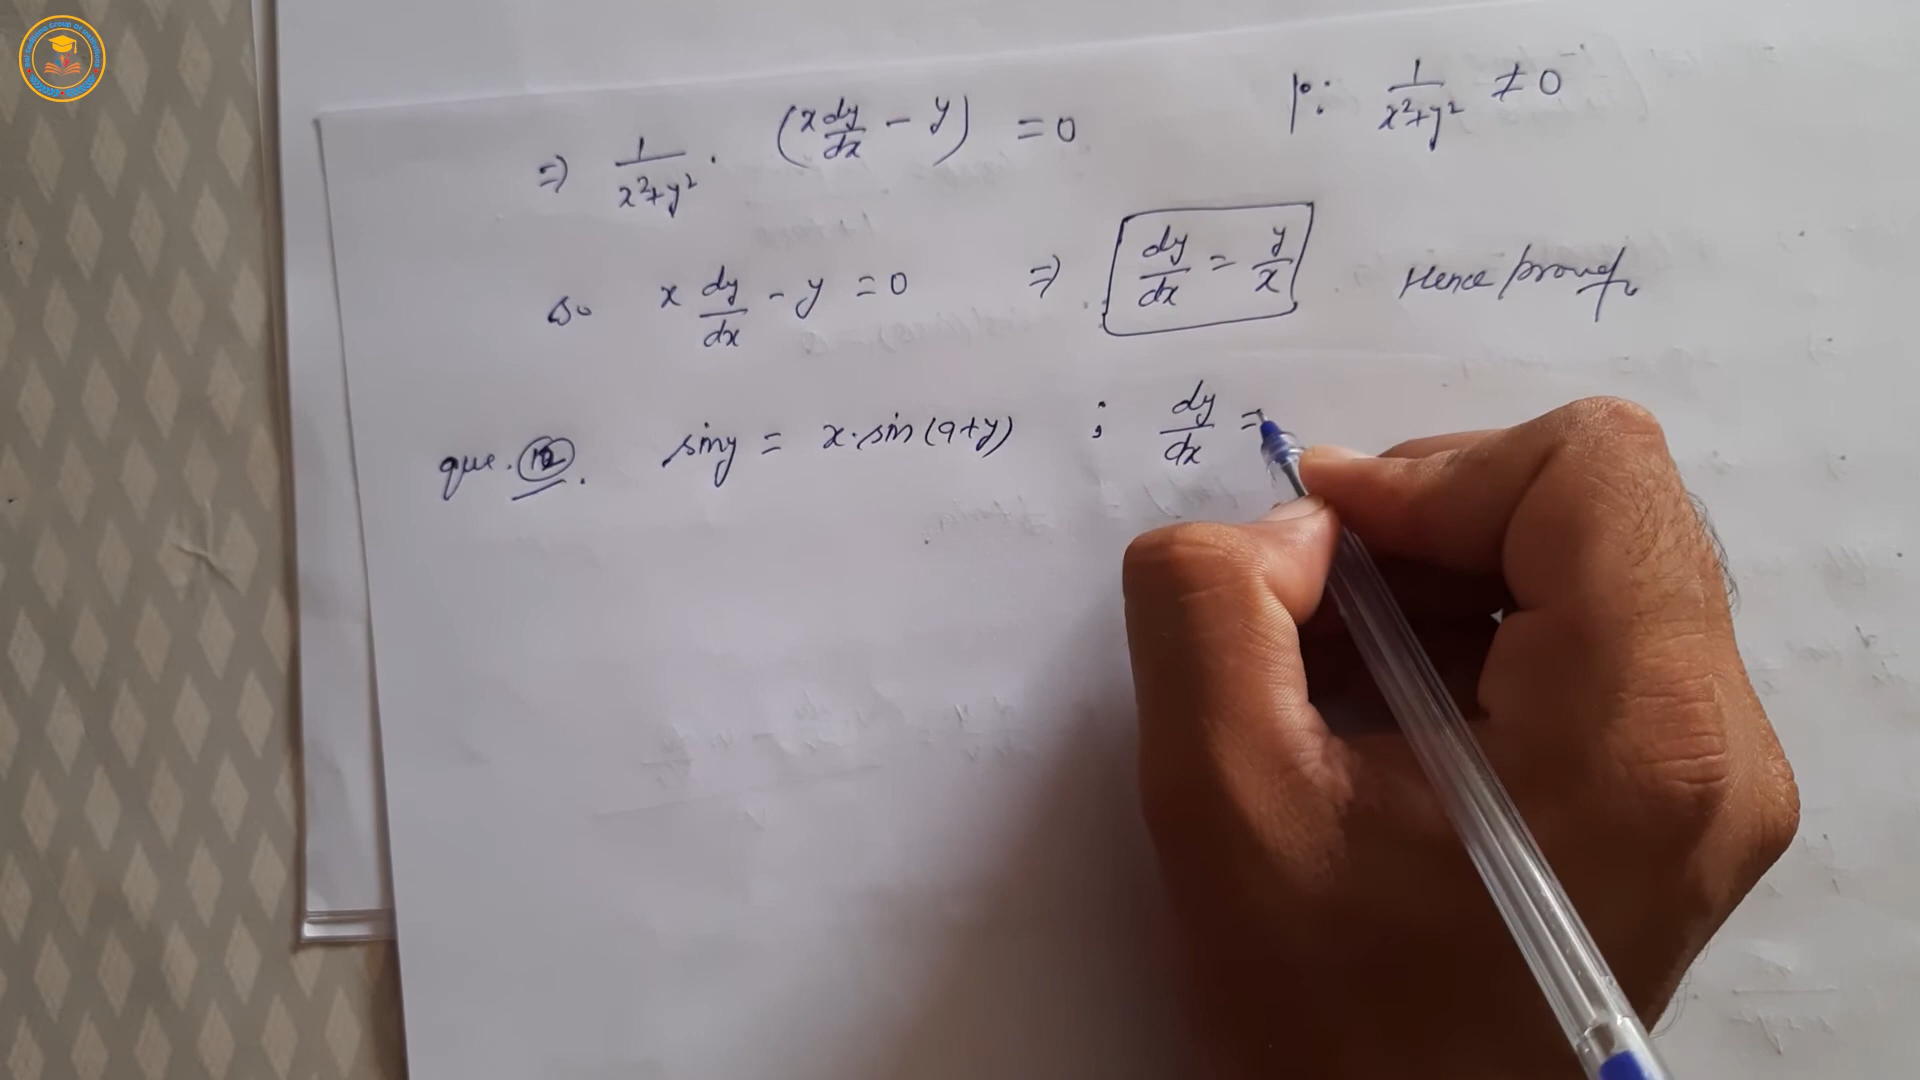 ⇒ 1/(x²+y²) · (x dy/dx − y) = 0    ∵ 1/(x²+y²) ≠ 0
so x dy/dx − y = 0 ⇒ dy/dx = y/x Hence proved
que. 12. siny = x·sin(a+y) ; dy/dx =